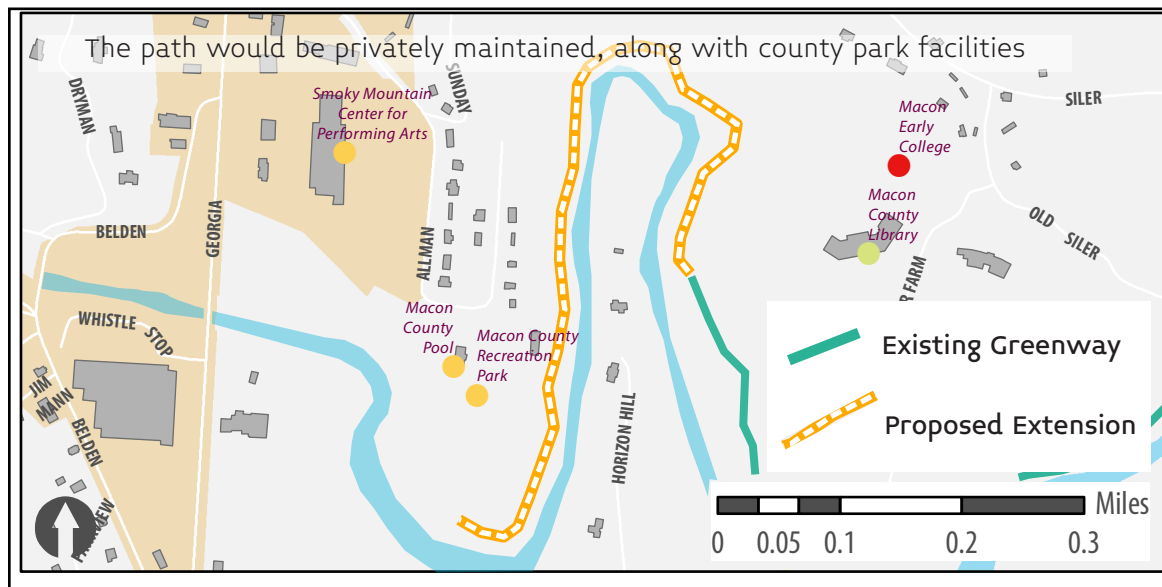 The path would be privately maintained, along with county park facilities
DRYMAN
SUNDAY
Smoky Mountain
Center for
Performing Arts
Macon
Early
College
SILER
Macon
County
Library
OLD SILER
BELDEN
GEORGIA
ALLMAN
R FARM
WHISTLE STOP
Macon
County
Pool
Macon County
Recreation
Park
JIM
MANN
BELDEN
HORIZON HILL
Existing Greenway
Proposed Extension
Miles
0 0.05 0.1 0.2 0.3